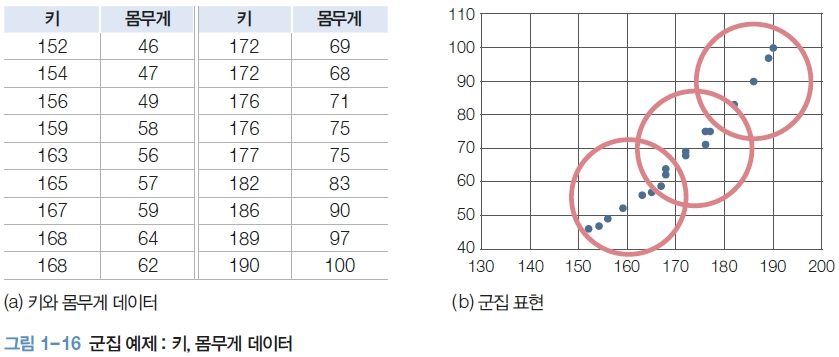 키 몸무게 키 몸무게
152 46 172 69
154 47 172 68
156 49 176 71
159 58 176 75
163 56 177 75
165 57 182 83
167 59 186 90
168 64 189 97
168 62 190 100
(a) 키와 몸무게 데이터
110
100
90
80
70
60
50
40
130 140 150 160 170 180 190 200
(b) 군집 표현
그림 1-16 군집 예제 : 키, 몸무게 데이터